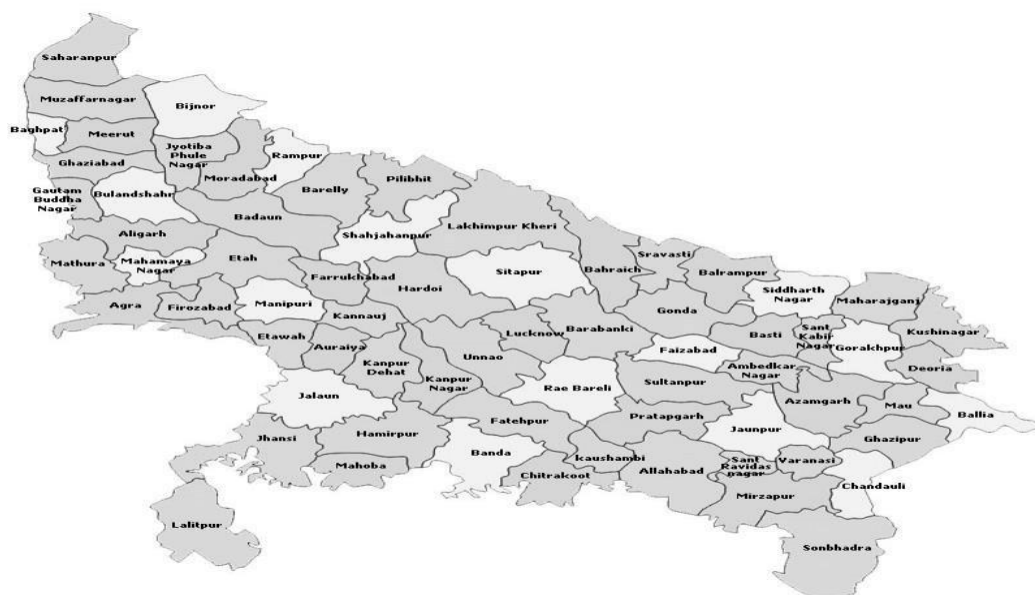 Saharanpur
Muzaffarnagar
Bijnor
Baghpat
Meerut
Jyotiba
Phule
Nagar
Rampur
Ghaziabad
Moradabad
Barelly
Pilibhit
Gautam
Buddha
Nagar
Bulandshahr
Badaun
Shahjahanpur
Lakhimpur Kheri
Aligarh
Mathura
Mahamaya
Nagar
Etah
Farrukhabad
Hardoi
Sitapur
Bahraich
Sravasti
Balrampur
Siddharth
Nagar
Maharajganj
Agra
Firozabad
Manipuri
Kannauj
Gonda
Kushinagar
Etawah
Auraiya
Kanpur
Dehat
Kanpur
Nagar
Unnao
Lucknow
Barabanki
Faizabad
Basti
Sant
Kabir
Nagar
Gorakhpur
Deoria
Ambedkar
Nagar
Jalaun
Rae Bareli
Sultanpur
Azamgarh
Mau
Ballia
Jhansi
Hamirpur
Fatehpur
Pratapgarh
Jaunpur
Ghazipur
Mahoba
Banda
kaushambi
Chitrakoot
Allahabad
Sant
Ravidas
nagar
Varanasi
Mirzapur
Chandauli
Lalitpur
Sonbhadra